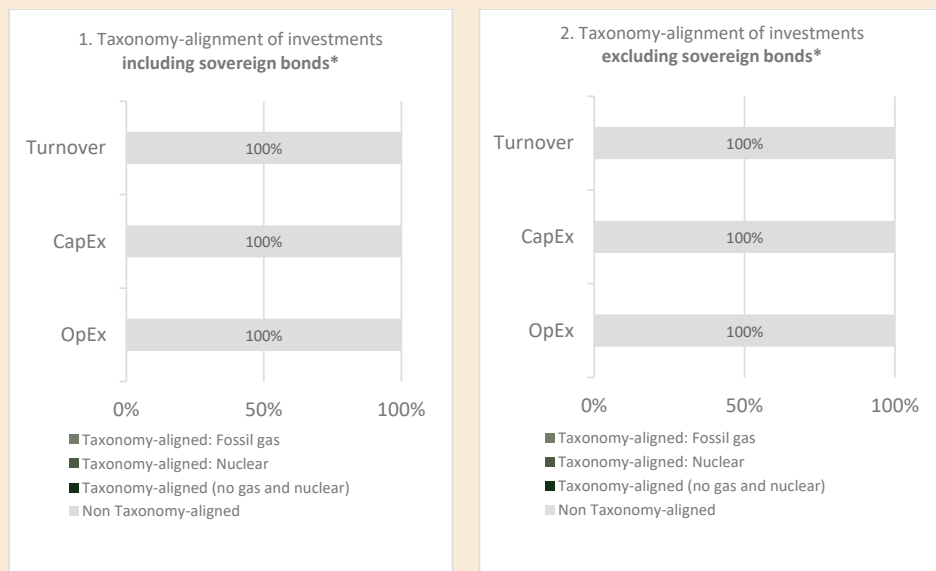 1. Taxonomy-alignment of investments
including sovereign bonds*
Turnover
100%
CapEx
100%
OpEx
100%
0%
50%
100%
Taxonomy-aligned: Fossil gas
Taxonomy-aligned: Nuclear
Taxonomy-aligned (no gas and nuclear)
Non Taxonomy-aligned
2. Taxonomy-alignment of investments
excluding sovereign bonds*
Turnover
100%
CapEx
100%
OpEx
100%
0%
50%
100%
Taxonomy-aligned: Fossil gas
Taxonomy-aligned: Nuclear
Taxonomy-aligned (no gas and nuclear)
Non Taxonomy-aligned